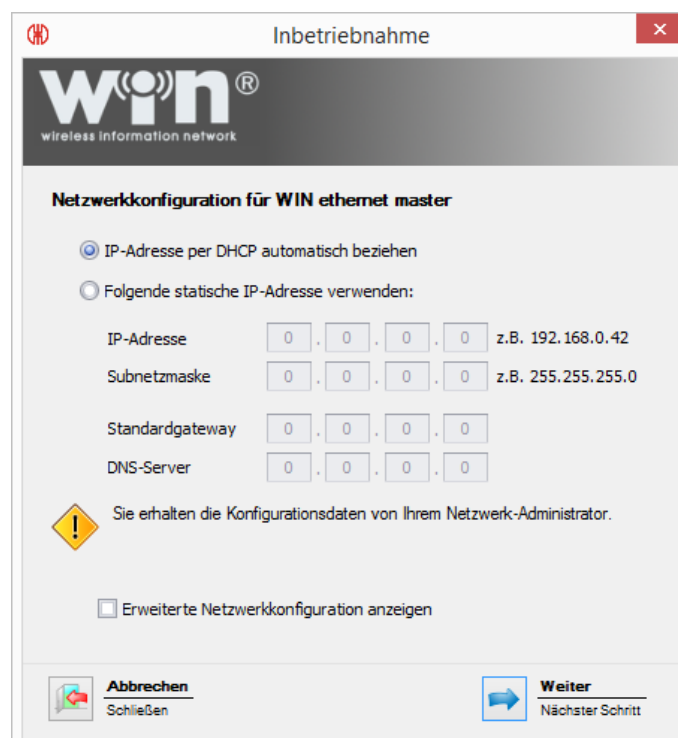 Inbetriebnahme
win®
wireless information network
Netzwerkkonfiguration für WIN ethernet master
IP-Adresse per DHCP automatisch beziehen
Folgende statische IP-Adresse verwenden:
IP-Adresse 0 . 0 . 0 . 0 z.B. 192.168.0.42
Subnetzmaske 0 . 0 . 0 . 0 z.B. 255.255.255.0
Standardgateway 0 . 0 . 0 . 0
DNS-Server 0 . 0 . 0 . 0
Sie erhalten die Konfigurationsdaten von Ihrem Netzwerk-Administrator.
Erweiterte Netzwerkkonfiguration anzeigen
Abbrechen
Schließen
Weiter
Nächster Schritt